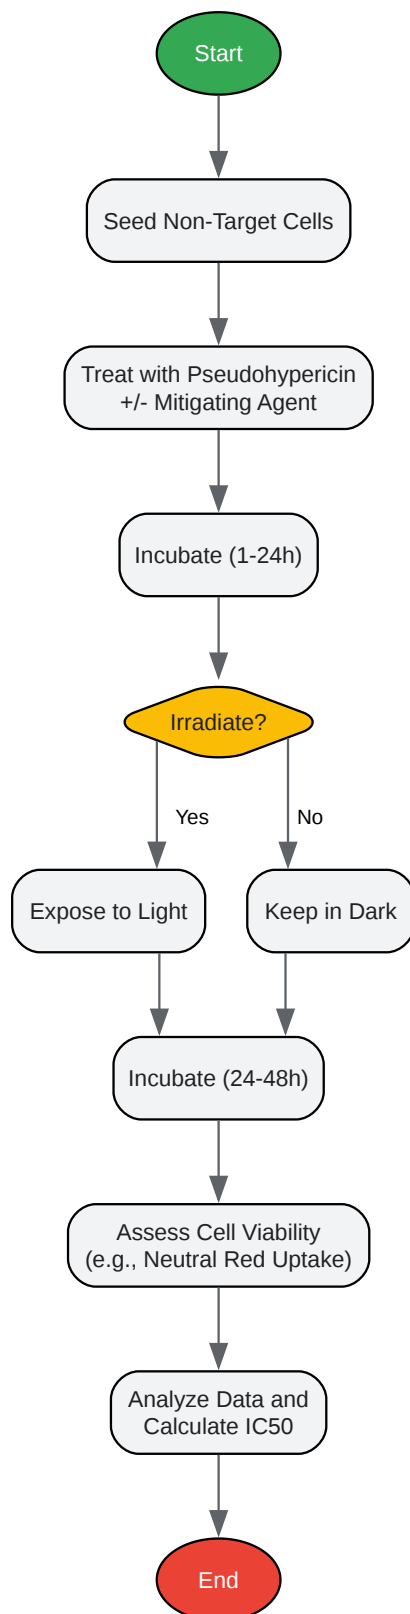 Start
Seed Non-Target Cells
Treat with Pseudohypericin
+/- Mitigating Agent
Incubate (1-24h)
Irradiate?
Yes
No
Expose to Light
Keep in Dark
Incubate (24-48h)
Assess Cell Viability
(e.g., Neutral Red Uptake)
Analyze Data and
Calculate IC50
End